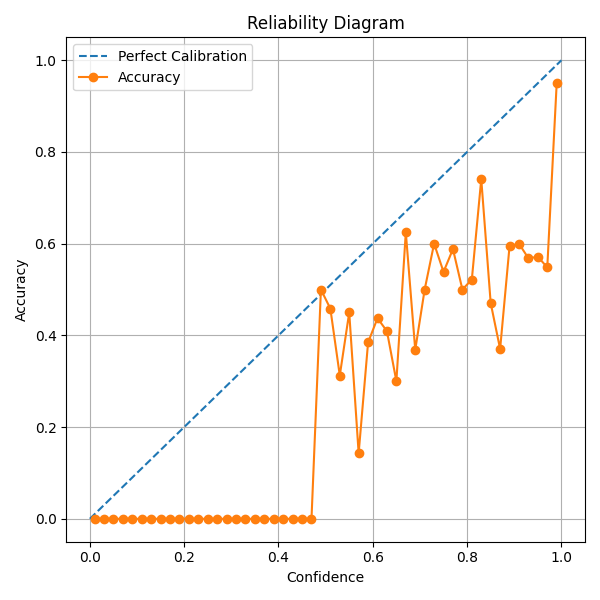 Reliability Diagram
Perfect Calibration
Accuracy
1.0
0.8
0.6
0.4
0.2
0.0
Accuracy
0.0 0.2 0.4 0.6 0.8 1.0
Confidence